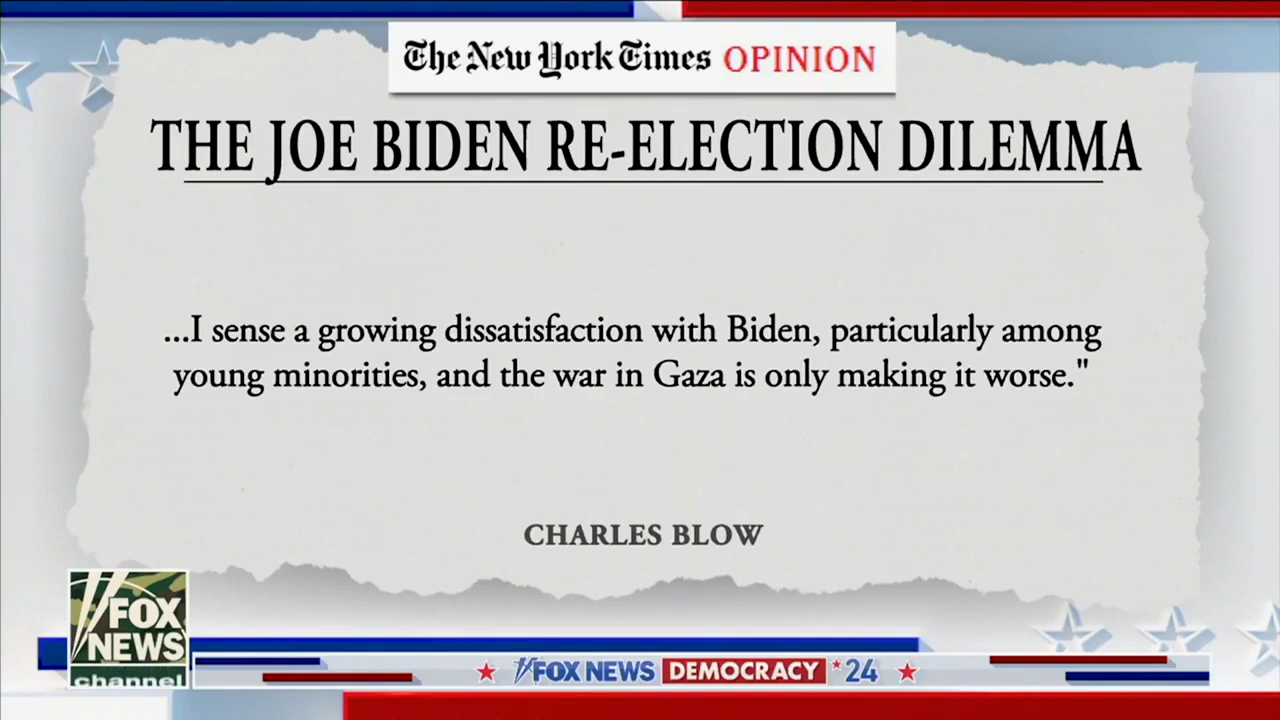 The New York Times OPINION
THE JOE BIDEN RE-ELECTION DILEMMA
...I sense a growing dissatisfaction with Biden, particularly among
young minorities, and the war in Gaza is only making it worse."
CHARLES BLOW
FOX
NEWS
channel
FOX NEWS DEMOCRACY 24